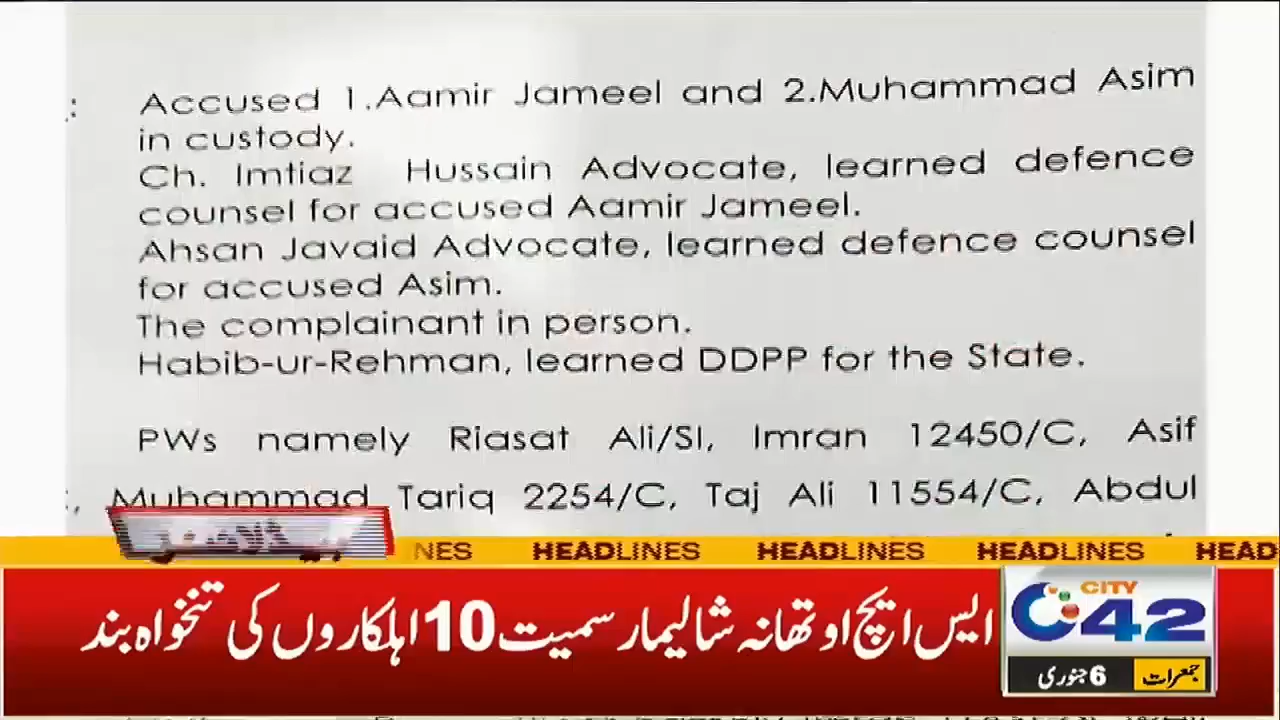 Accused 1.Aamir Jameel and 2.Muhammad Asim
in custody.
Ch. Imtiaz Hussain Advocate, learned defence
counsel for accused Aamir Jameel.
Ahsan Javaid Advocate, learned defence counsel
for accused Asim.
The complainant in person.
Habib-ur-Rehman, learned DDPP for the State.
PWs namely Riasat Ali/SI, Imran 12450/C, Asif
Muhammad Tariq 2254/C, Taj Ali 11554/C, Abdul
NES HEADLINES HEADLINES HEADLINES HEAD
ایس ایچ او تھانہ شالیمار سمیت 10 اہلکاروں کی تنخواہ بند
CITY
42
جمعرات 6 جنوری